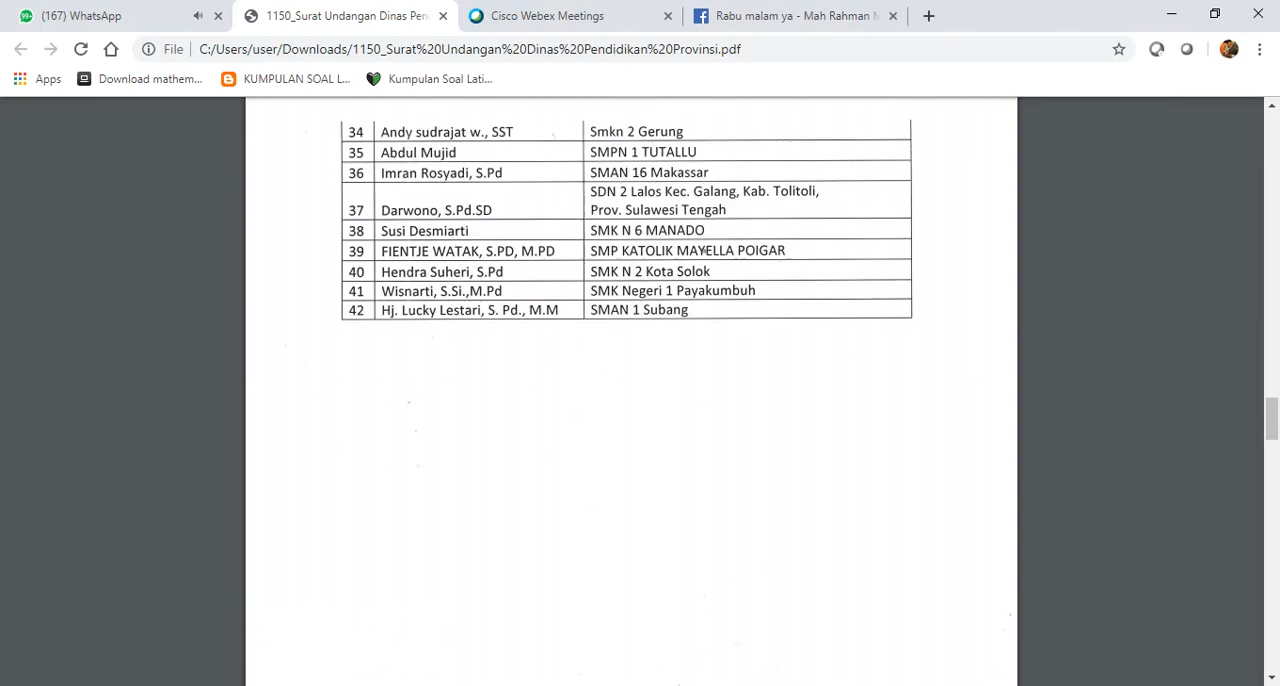 (167) WhatsApp
1150_Surat Undangan Dinas Pen
Cisco Webex Meetings
Rabu malam ya - Mah Rahman M
File
C:/Users/user/Downloads/1150_Surat%20Undangan%20Dinas%20Pendidikan%20Provinsi.pdf
Apps
Download mathem...
KUMPULAN SOAL L...
Kumpulan Soal Lati...
34 Andy sudrajat w., SST Smkn 2 Gerung
35 Abdul Mujid SMPN 1 TUTALLU
36 Imran Rosyadi, S.Pd SMAN 16 Makassar
SDN 2 Lalos Kec. Galang, Kab. Tolitoli,
37 Darwono, S.Pd.SD Prov. Sulawesi Tengah
38 Susi Desmiarti SMK N 6 MANADO
39 FIENTJE WATAK, S.PD, M.PD SMP KATOLIK MAYELLA POIGAR
40 Hendra Suheri, S.Pd SMK N 2 Kota Solok
41 Wisnarti, S.Si.,M.Pd SMK Negeri 1 Payakumbuh
42 Hj. Lucky Lestari, S. Pd., M.M SMAN 1 Subang